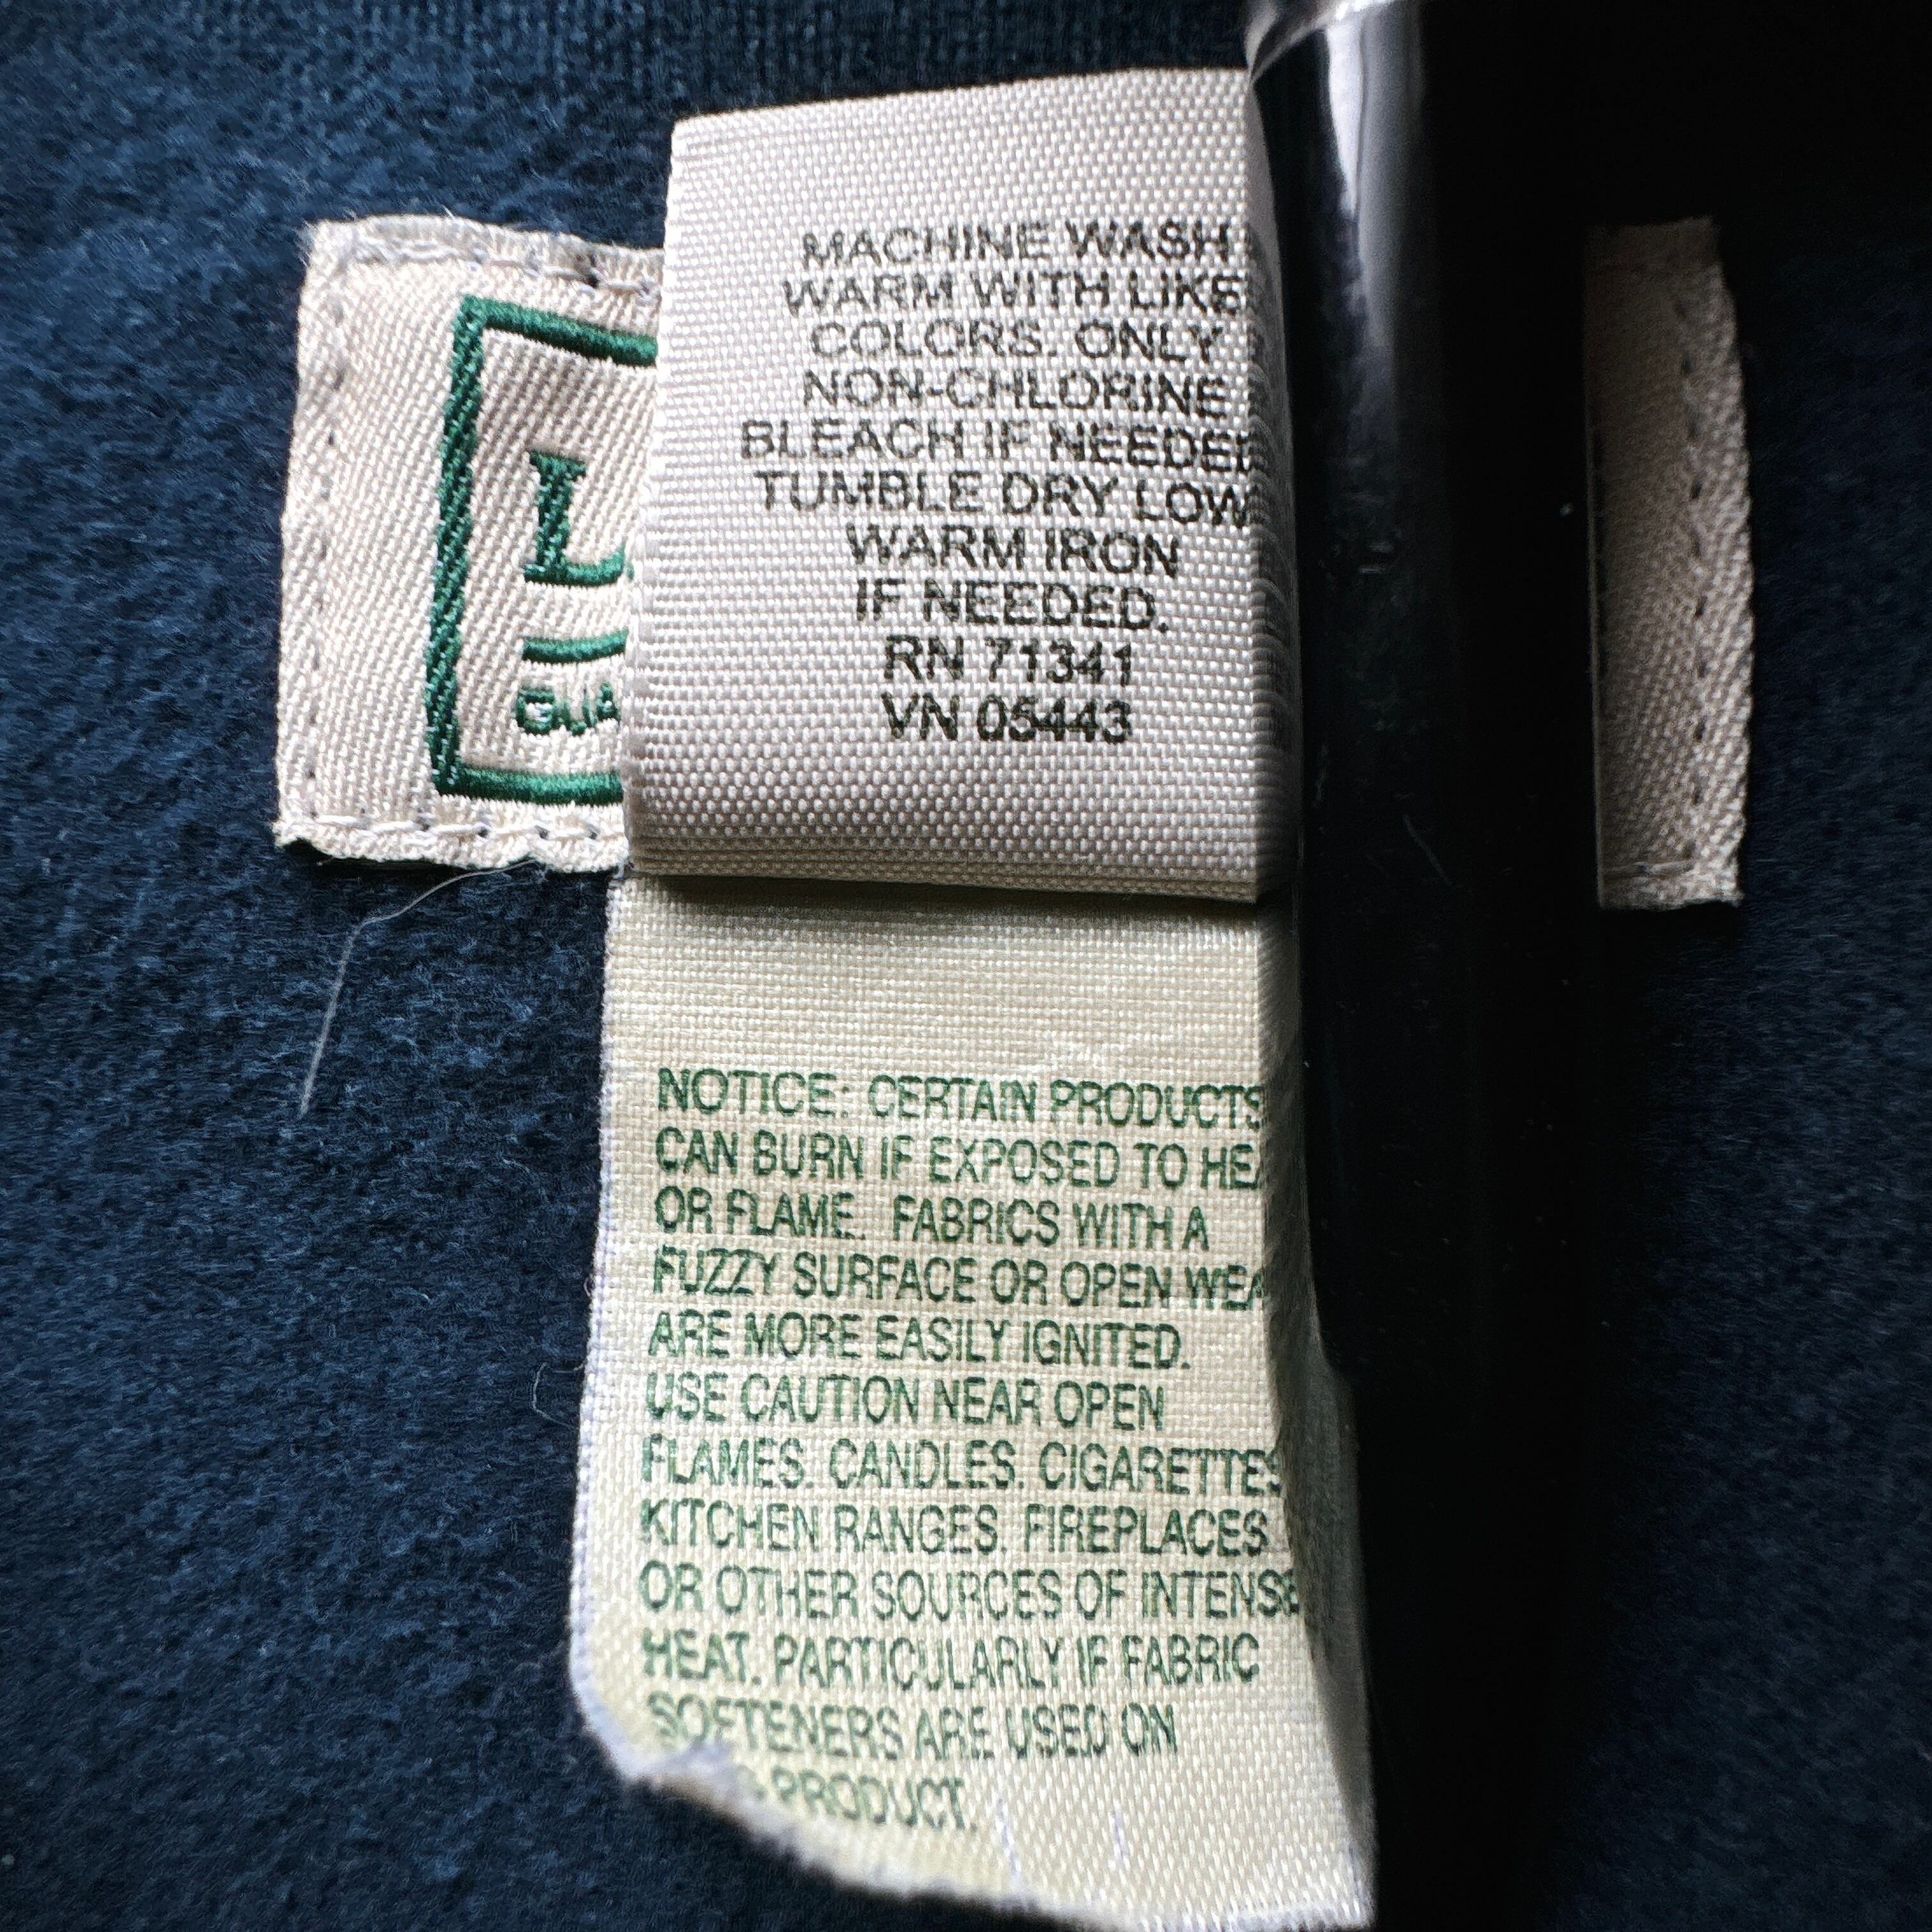 L
GUA
MACHINE WASH
WARM WITH LIKE
COLORS. ONLY
NON-CHLORINE
BLEACH IF NEEDED
TUMBLE DRY LOW
WARM IRON
IF NEEDED.
RN 71341
VN 05443
NOTICE: CERTAIN PRODUCTS
CAN BURN IF EXPOSED TO HEA
OR FLAME. FABRICS WITH A
FUZZY SURFACE OR OPEN WEA
ARE MORE EASILY IGNITED.
USE CAUTION NEAR OPEN
FLAMES. CANDLES. CIGARETTES
KITCHEN RANGES. FIREPLACES
OR OTHER SOURCES OF INTENSE
HEAT. PARTICULARLY IF FABRIC
SOFTENERS ARE USED ON
PRODUCT.